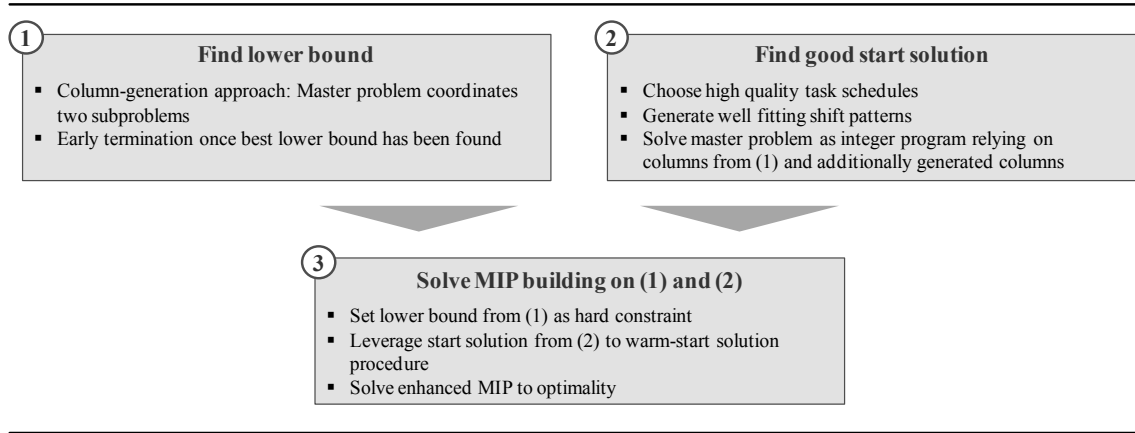 1
Find lower bound
▪ Column-generation approach: Master problem coordinates
two subproblems
▪ Early termination once best lower bound has been found
2
Find good start solution
▪ Choose high quality task schedules
▪ Generate well fitting shift patterns
▪ Solve master problem as integer program relying on
columns from (1) and additionally generated columns
3
Solve MIP building on (1) and (2)
▪ Set lower bound from (1) as hard constraint
▪ Leverage start solution from (2) to warm-start solution
procedure
▪ Solve enhanced MIP to optimality